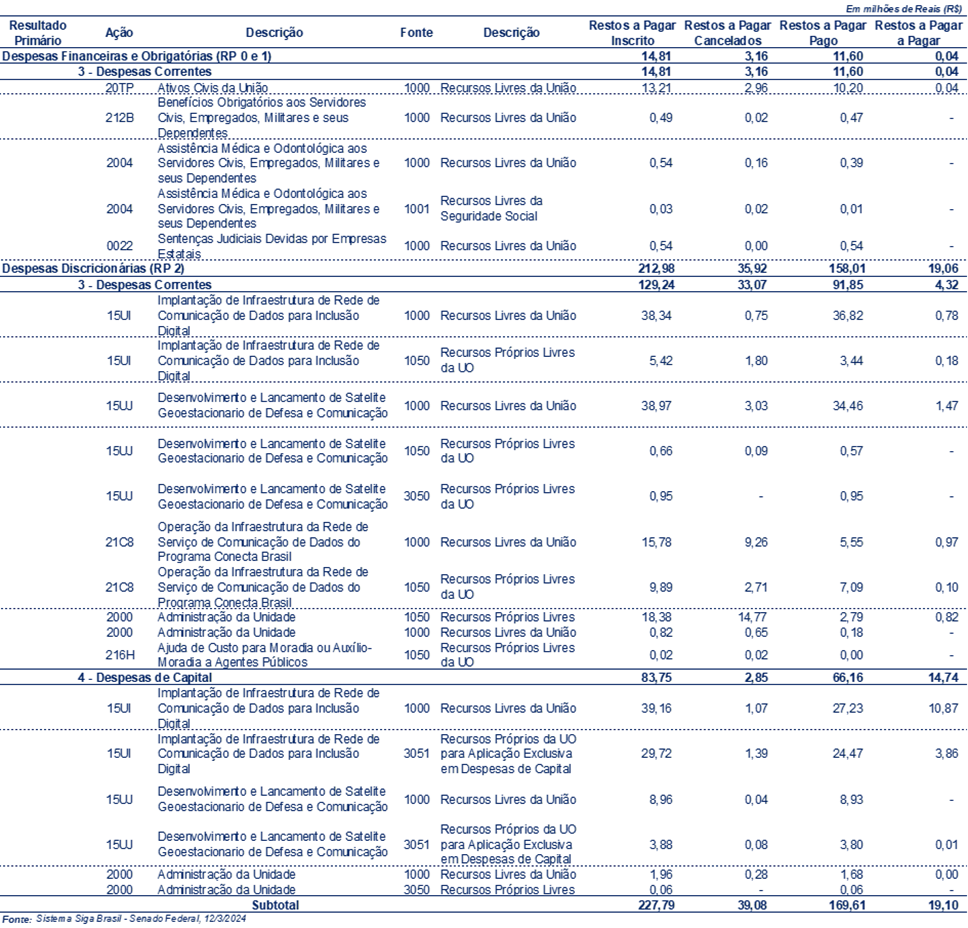 Em milhões de Reais (R$)
Resultado Primário Ação Descrição Fonte Descrição Restos a Pagar Inscrito Restos a Pagar Cancelados Restos a Pagar Pago Restos a Pagar a Pagar
Despesas Financeiras e Obrigatórias (RP 0 e 1) 14,81 3,16 11,60 0,04
3 - Despesas Correntes 14,81 3,16 11,60 0,04
20TP Ativos Civis da União 1000 Recursos Livres da União 13,21 2,96 10,20 0,04
Benefícios Obrigatórios aos Servidores
212B Civis, Empregados, Militares e seus 1000 Recursos Livres da União 0,49 0,02 0,47 -
Dependentes
Assistência Médica e Odontológica aos
2004 Servidores Civis, Empregados, Militares e 1000 Recursos Livres da União 0,54 0,16 0,39 -
seus Dependentes
Assistência Médica e Odontológica aos
2004 Servidores Civis, Empregados, Militares e 1001 Recursos Livres da Seguridade Social 0,03 0,02 0,01 -
seus Dependentes
Sentenças Judiciais Devidas por Empresas
0022 Estatais 1000 Recursos Livres da União 0,54 0,00 0,54 -
Despesas Discricionárias (RP 2) 212,98 35,92 158,01 19,06
3 - Despesas Correntes 129,24 33,07 91,85 4,32
Implantação de Infraestrutura de Rede de
15UI Comunicação de Dados para Inclusão 1000 Recursos Livres da União 38,34 0,75 36,82 0,78
Digital
Implantação de Infraestrutura de Rede de
15UI Comunicação de Dados para Inclusão 1050 Recursos Próprios Livres da UO 5,42 1,80 3,44 0,18
Digital
Desenvolvimento e Lancamento de Satelite
15UJ Geoestacionario de Defesa e Comunicação 1000 Recursos Livres da União 38,97 3,03 34,46 1,47
Desenvolvimento e Lancamento de Satelite
15UJ Geoestacionario de Defesa e Comunicação 1050 Recursos Próprios Livres da UO 0,66 0,09 0,57 -
Desenvolvimento e Lancamento de Satelite
15UJ Geoestacionario de Defesa e Comunicação 3050 Recursos Próprios Livres da UO 0,95 - 0,95 -
Operação da Infraestrutura da Rede de
21C8 Serviço de Comunicação de Dados do 1000 Recursos Livres da União 15,78 9,26 5,55 0,97
Programa Conecta Brasil
Operação da Infraestrutura da Rede de
21C8 Serviço de Comunicação de Dados do 1050 Recursos Próprios Livres da UO 9,89 2,71 7,09 0,10
Programa Conecta Brasil
2000 Administração da Unidade 1050 Recursos Próprios Livres 18,38 14,77 2,79 0,82
2000 Administração da Unidade 1000 Recursos Livres da União 0,82 0,65 0,18 -
Ajuda de Custo para Moradia ou Auxílio-
216H Moradia a Agentes Públicos 1050 Recursos Próprios Livres da UO 0,02 0,02 0,00 -
4 - Despesas de Capital 83,75 2,85 66,16 14,74
Implantação de Infraestrutura de Rede de
15UI Comunicação de Dados para Inclusão 1000 Recursos Livres da União 39,16 1,07 27,23 10,87
Digital
Implantação de Infraestrutura de Rede de Recursos Próprios da UO
15UI Comunicação de Dados para Inclusão 3051 para Aplicação Exclusiva 29,72 1,39 24,47 3,86
Digital em Despesas de Capital
Desenvolvimento e Lancamento de Satelite
15UJ Geoestacionario de Defesa e Comunicação 1000 Recursos Livres da União 8,96 0,04 8,93 -
Desenvolvimento e Lancamento de Satelite Recursos Próprios da UO
15UJ Geoestacionario de Defesa e Comunicação 3051 para Aplicação Exclusiva 3,88 0,08 3,80 0,01
em Despesas de Capital
2000 Administração da Unidade 1000 Recursos Livres da União 1,96 0,28 1,68 0,00
2000 Administração da Unidade 3050 Recursos Próprios Livres 0,06 - 0,06 -
Subtotal 227,79 39,08 169,61 19,10
Fonte: Sistema Siga Brasil - Senado Federal, 12/3/2024